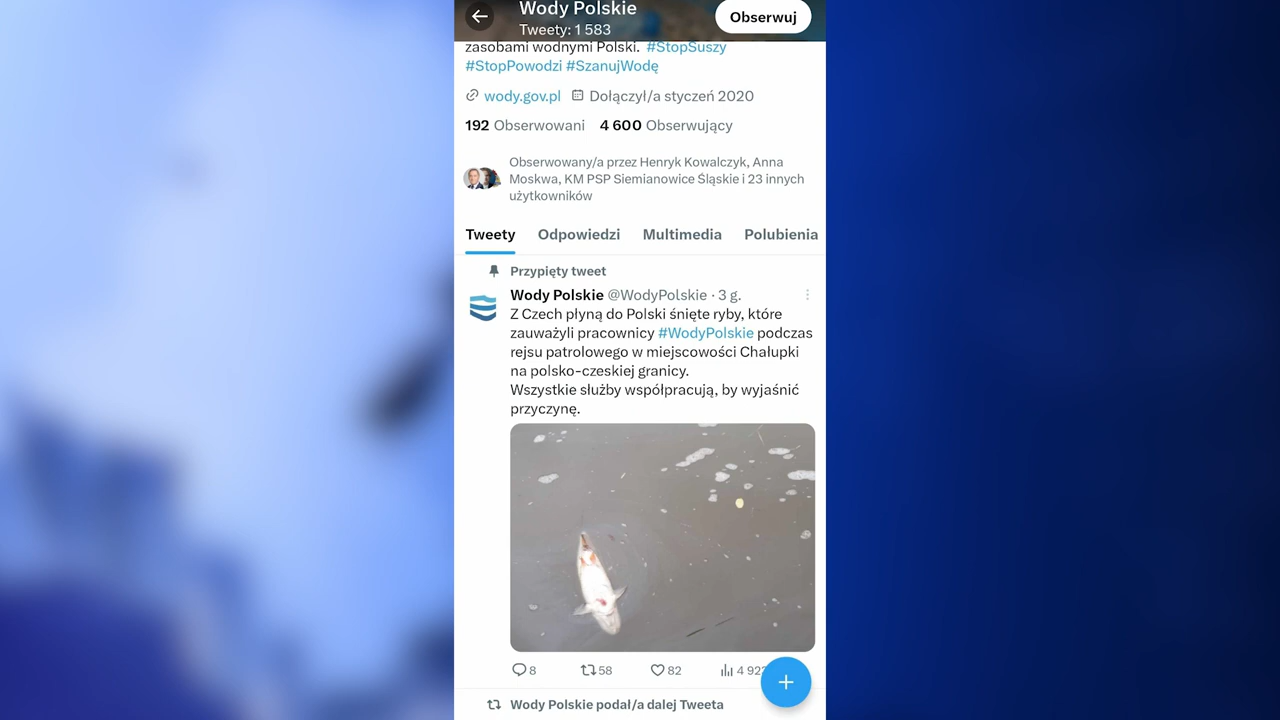 Wody Polskie
Tweety: 1 583
Obserwuj
zasobami wodnymi Polski. #StopSuszy
#StopPowodzi #SzanujWodę
wody.gov.pl Dołączył/a styczeń 2020
192 Obserwowani 4 600 Obserwujący
Obserwowany/a przez Henryk Kowalczyk, Anna
Moskwa, KM PSP Siemianowice Śląskie i 23 innych
użytkowników
Tweety Odpowiedzi Multimedia Polubienia
Przypięty tweet
Wody Polskie @WodyPolskie · 3 g.
Z Czech płyną do Polski śnięte ryby, które
zauważyli pracownicy #WodyPolskie podczas
rejsu patrolowego w miejscowości Chałupki
na polsko-czeskiej granicy.
Wszystkie służby współpracują, by wyjaśnić
przyczynę.
8 58 82 4 92
Wody Polskie podał/a dalej Tweeta